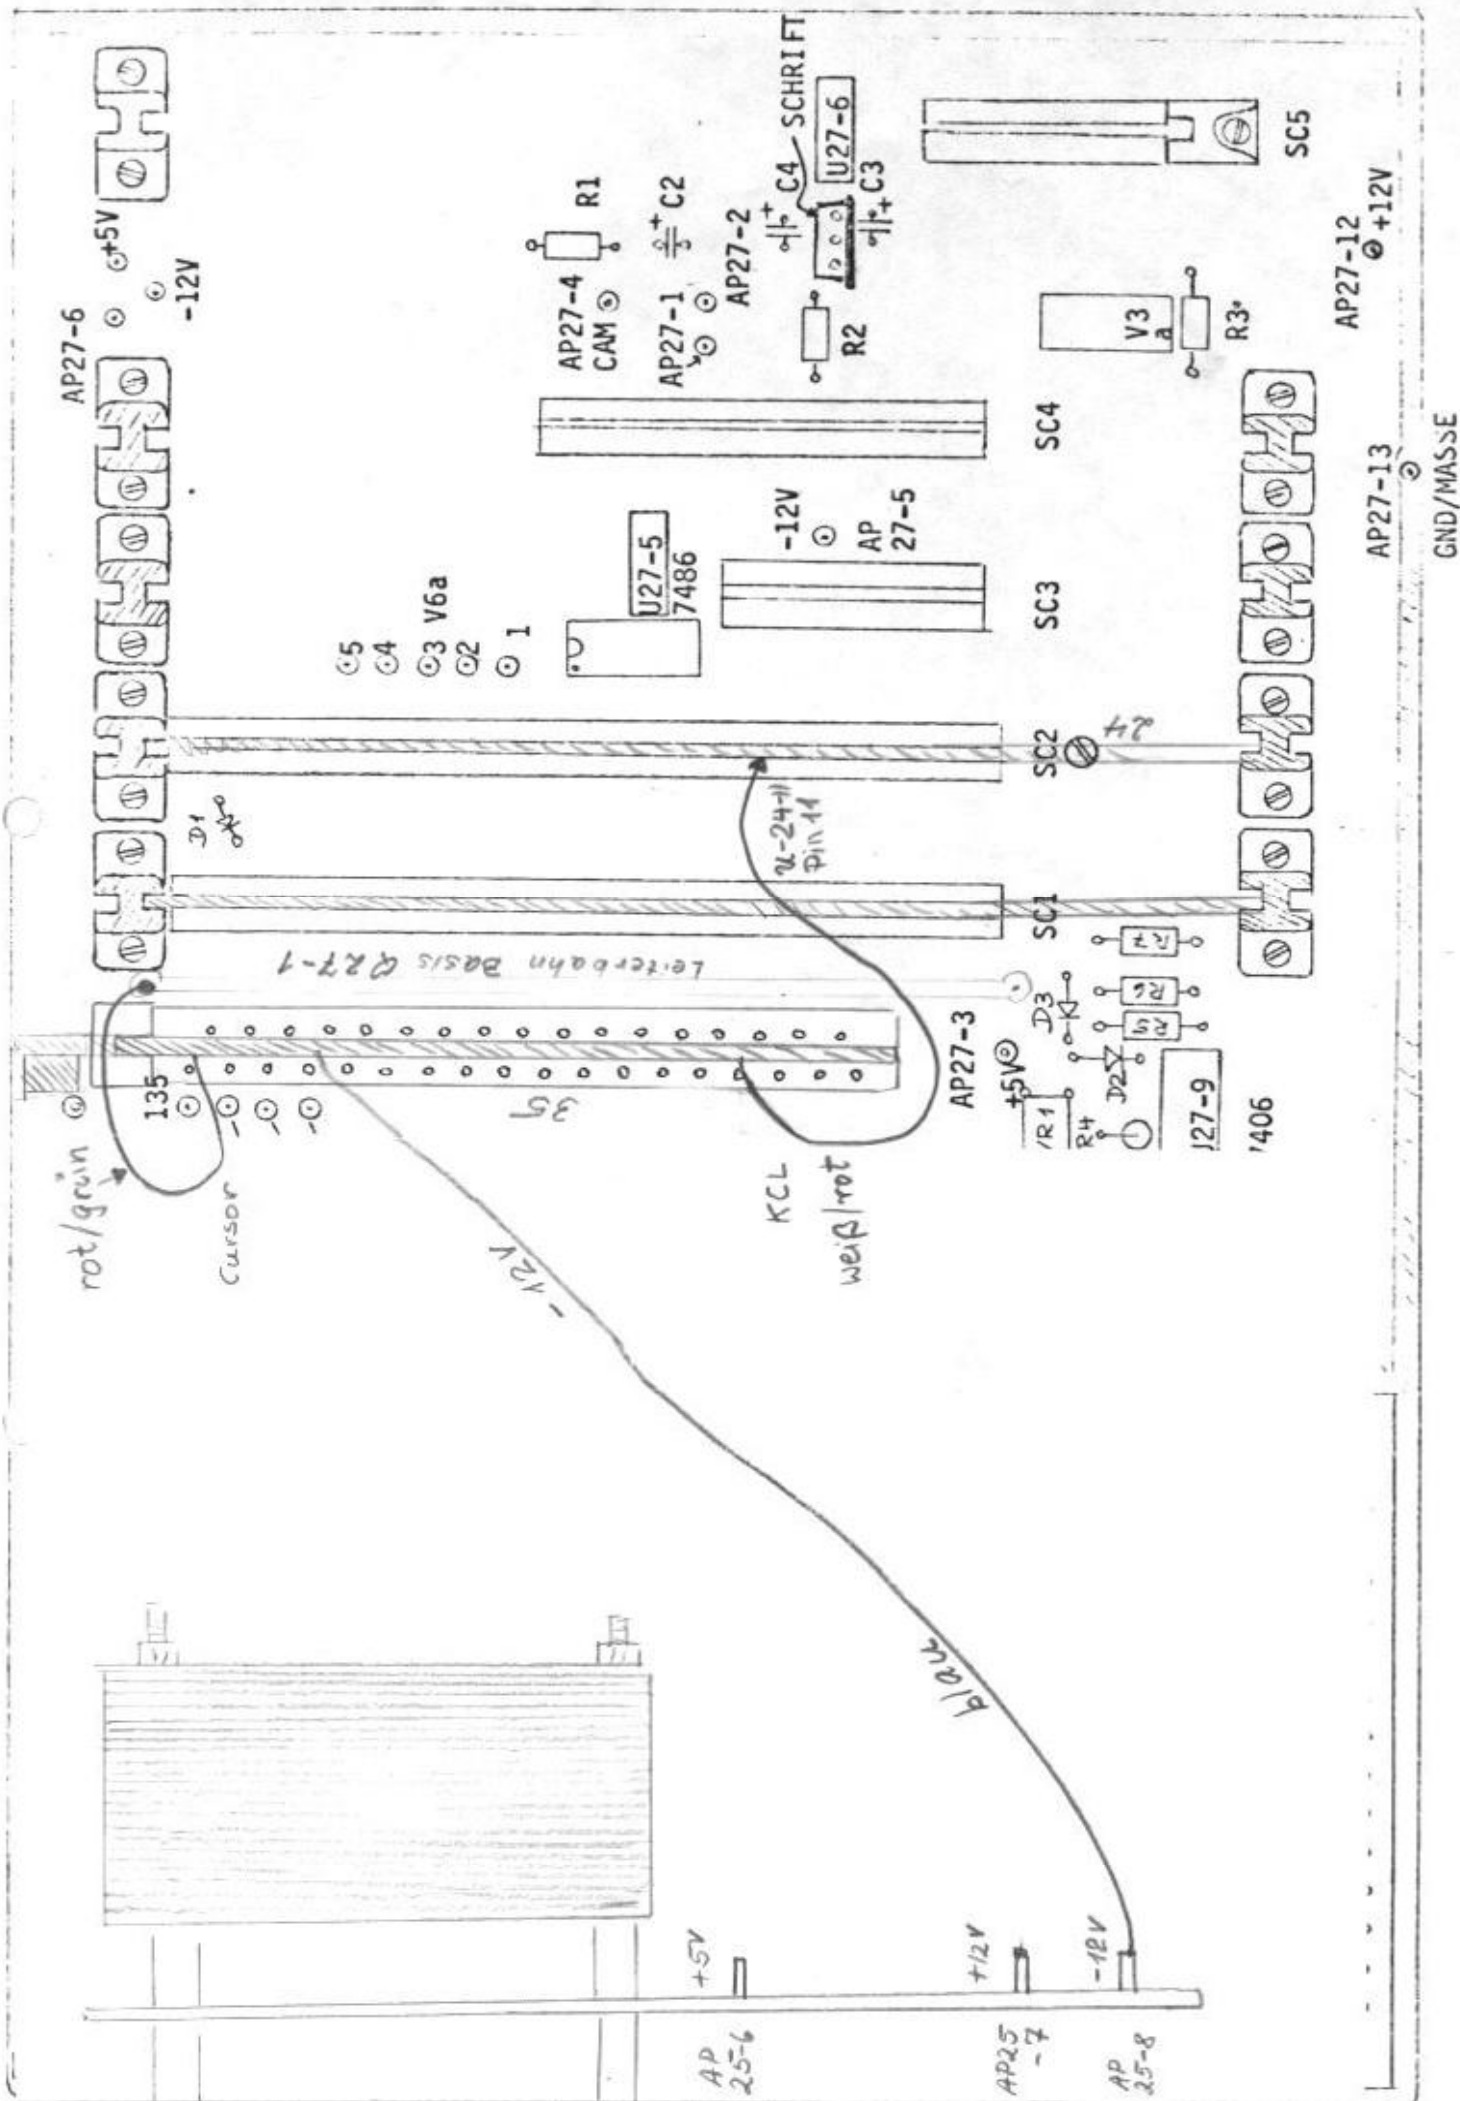 AP27-6
+5V
-12V
C4
SCHRIFT
R1
AP27-4
CAM
C2
AP27-1
AP27-2
U27-6
C3
R2
V3
a
R3
SC5
AP27-12
+12V
SC4
AP27-13
GND/MASSE
5
4
3 V6a
2
1
U27-5
7486
-12V
AP
27-5
SC3
D1
SC2
24
U-24-11
Pin 11
SC1
Leiterbahn Basis Q27-1
R7
R6
R5
D3
D2
AP27-3
+5V
/R1
R4
J27-9
'406
135
35
rot/grün
Cursor
KCL
weiß/rot
-12V
blau
+5V
+12V
-12V
AP
25-6
AP25
-7
AP
25-8